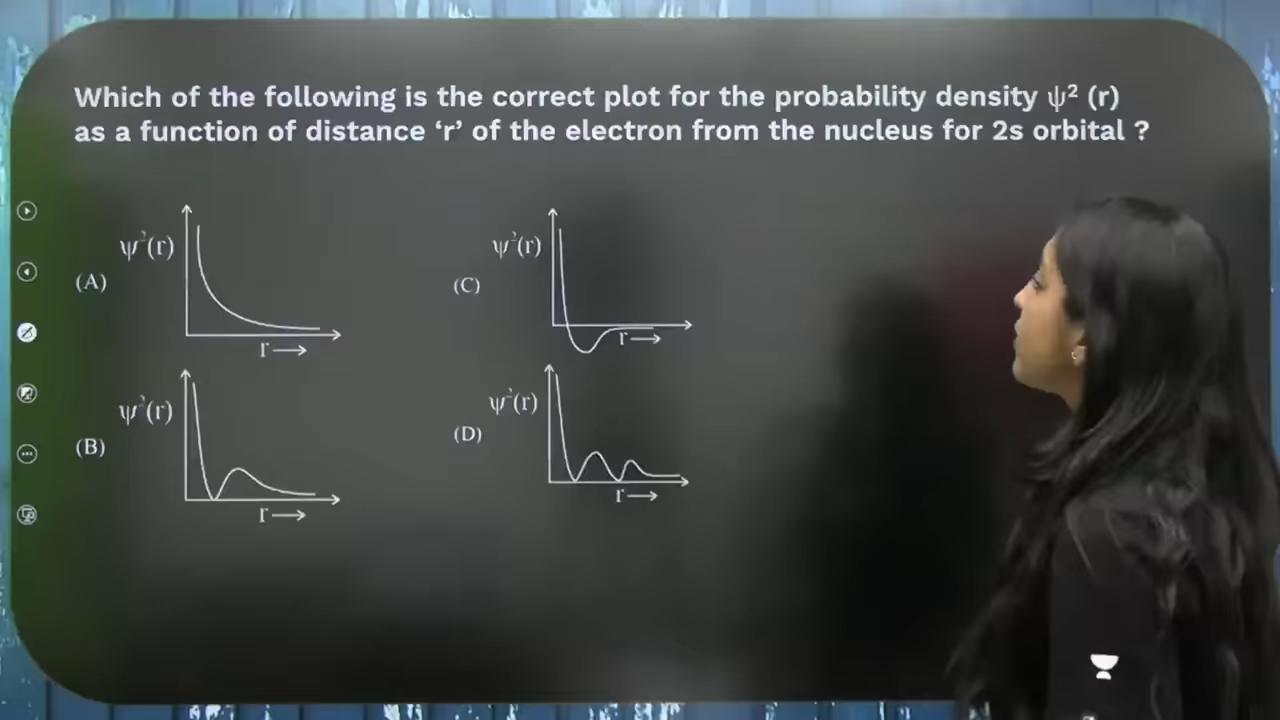 Which of the following is the correct plot for the probability density ψ² (r)
as a function of distance ‘r’ of the electron from the nucleus for 2s orbital ?
ψ²(r)
(A)
r
ψ²(r)
(B)
r
ψ²(r)
(C)
r
ψ²(r)
(D)
r